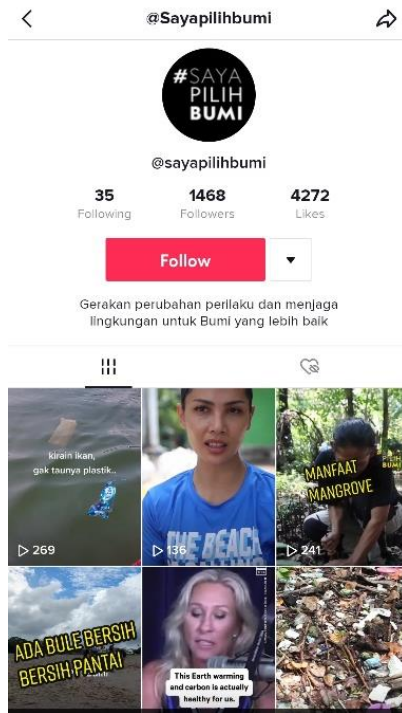 @Sayapilihbumi
#SAYA
PILIH
BUMI
@sayapilihbumi
35
Following
1468
Followers
4272
Likes
Follow
Gerakan perubahan perilaku dan menjaga
lingkungan untuk Bumi yang lebih baik
kirain ikan,
gak taunya plastik..
269
THE BEACH
136
MANFAAT
MANGROVE
BUMI
241
ADA BULE BERSIH
BERSIH PANTAI
This Earth warming
and carbon is actually
healthy for us.